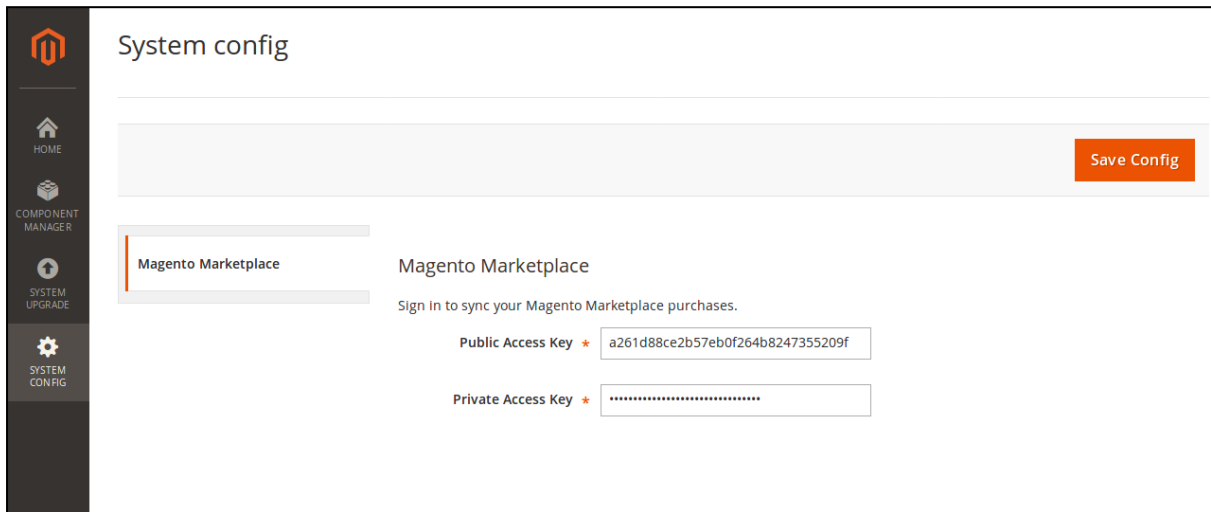 System config
HOME
COMPONENT
MANAGER
SYSTEM
UPGRADE
SYSTEM
CONFIG
Save Config
Magento Marketplace
Magento Marketplace
Sign in to sync your Magento Marketplace purchases.
Public Access Key * a261d88ce2b57eb0f264b8247355209f
Private Access Key * ••••••••••••••••••••••••••••••••